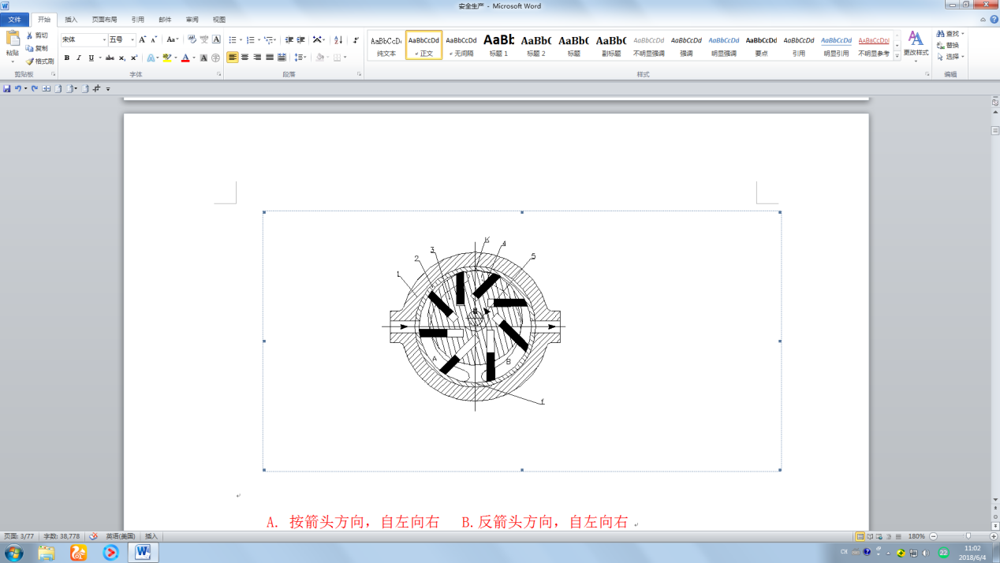 安全生产 - Microsoft Word
文件 开始 插入 页面布局 引用 邮件 审阅 视图
粘贴 剪切 复制 格式刷
宋体 五号
AaBbCcDc 纯文本
AaBbCcDd 正文
AaBbCcDd 无间隔
AaBb 标题 1
AaBbC 标题 2
AaBbC 标题
AaBbC 副标题
AaBbCcDd 不明显强调
AaBbCcDd 强调
AaBbCcDd 明显强调
AaBbCcDd 要点
AaBbCcDd 引用
AaBbCcDd 明显引用
AaBbCcDd 不明显参考
更改样式
查找
替换
选择
剪贴板 字体 段落 样式 编辑
K
4
3
5
2
1
A
B
f
A. 按箭头方向，自左向右 B.反箭头方向，自左向右
页面: 3/77 字数: 38,778 英语(美国) 插入 180%
CH 22 11:02
2018/6/4